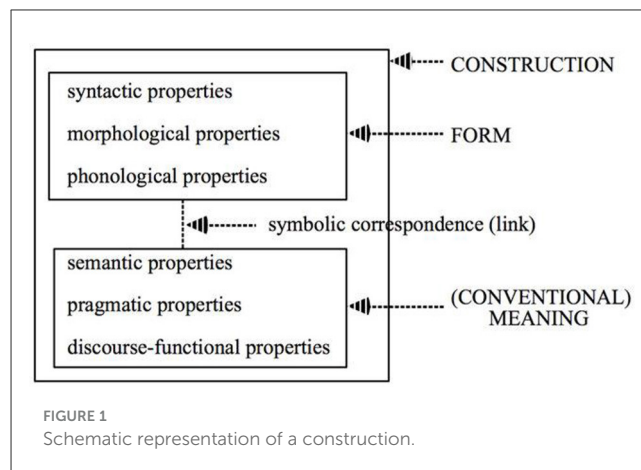 syntactic properties
morphological properties
phonological properties
CONSTRUCTION
FORM
symbolic correspondence (link)
semantic properties
pragmatic properties
discourse-functional properties
(CONVENTIONAL)
MEANING
FIGURE 1
Schematic representation of a construction.